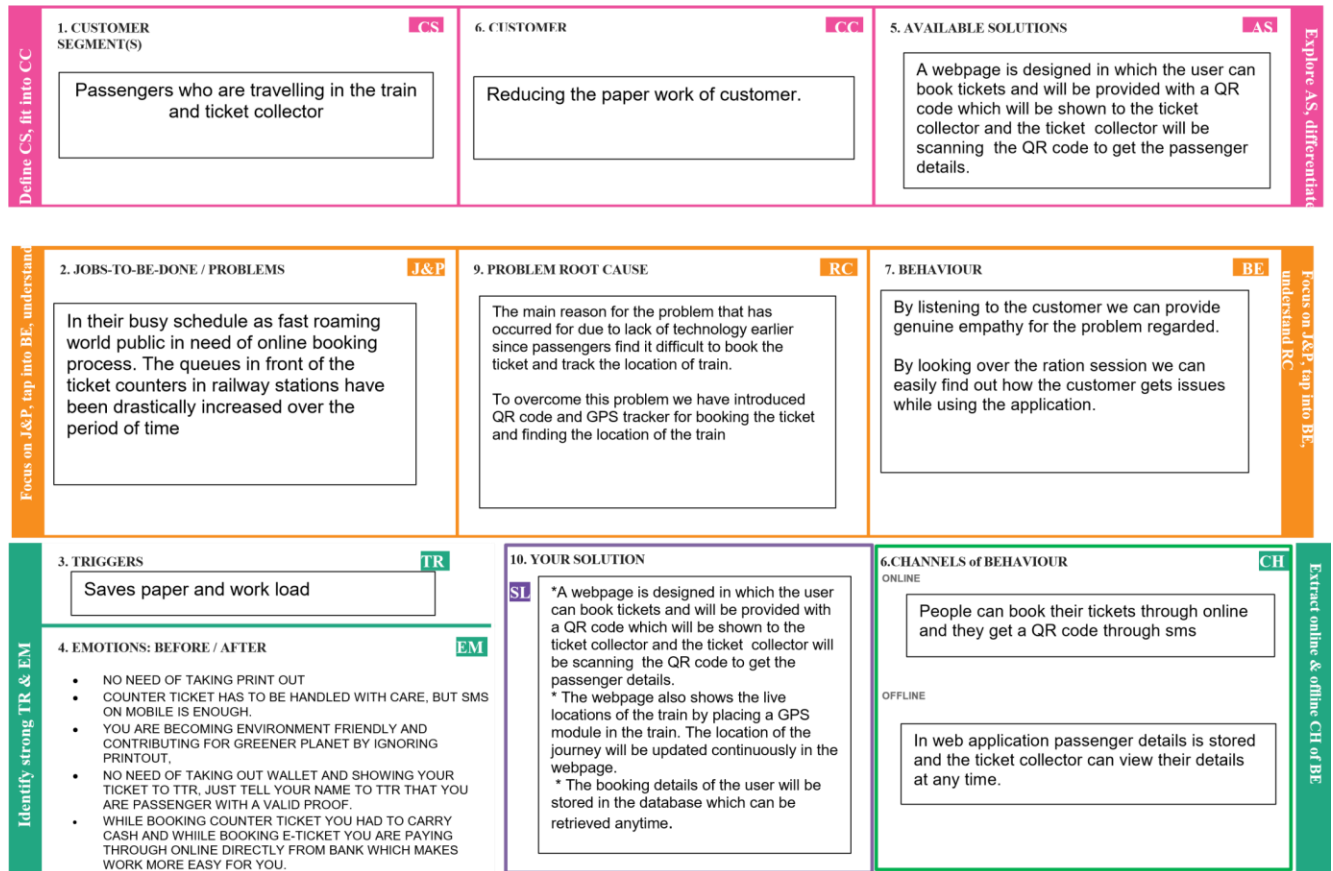 Define CS, fit into CC
1. CUSTOMER
SEGMENT(S)
CS
Passengers who are travelling in the train
and ticket collector
6. CUSTOMER
CC
Reducing the paper work of customer.
5. AVAILABLE SOLUTIONS
AS
A webpage is designed in which the user can
book tickets and will be provided with a QR
code which will be shown to the ticket
collector and the ticket collector will be
scanning the QR code to get the passenger
details.
Explore AS, differentiate
Focus on J&P, tap into BE, understand
2. JOBS-TO-BE-DONE / PROBLEMS
J&P
In their busy schedule as fast roaming
world public in need of online booking
process. The queues in front of the
ticket counters in railway stations have
been drastically increased over the
period of time
9. PROBLEM ROOT CAUSE
RC
The main reason for the problem that has
occurred for due to lack of technology earlier
since passengers find it difficult to book the
ticket and track the location of train.
To overcome this problem we have introduced
QR code and GPS tracker for booking the ticket
and finding the location of the train
7. BEHAVIOUR
BE
By listening to the customer we can provide
genuine empathy for the problem regarded.
By looking over the ration session we can
easily find out how the customer gets issues
while using the application.
Focus on J&P, tap into BE,
understand RC
Identify strong TR & EM
3. TRIGGERS
TR
Saves paper and work load
4. EMOTIONS: BEFORE / AFTER
EM
• NO NEED OF TAKING PRINT OUT
• COUNTER TICKET HAS TO BE HANDLED WITH CARE, BUT SMS
ON MOBILE IS ENOUGH.
• YOU ARE BECOMING ENVIRONMENT FRIENDLY AND
CONTRIBUTING FOR GREENER PLANET BY IGNORING
PRINTOUT,
• NO NEED OF TAKING OUT WALLET AND SHOWING YOUR
TICKET TO TTR, JUST TELL YOUR NAME TO TTR THAT YOU
ARE PASSENGER WITH A VALID PROOF.
• WHILE BOOKING COUNTER TICKET YOU HAD TO CARRY
CASH AND WHIILE BOOKING E-TICKET YOU ARE PAYING
THROUGH ONLINE DIRECTLY FROM BANK WHICH MAKES
WORK MORE EASY FOR YOU.
10. YOUR SOLUTION
SL
*A webpage is designed in which the user
can book tickets and will be provided with
a QR code which will be shown to the
ticket collector and the ticket collector will
be scanning the QR code to get the
passenger details.
* The webpage also shows the live
locations of the train by placing a GPS
module in the train. The location of the
journey will be updated continuously in the
webpage.
* The booking details of the user will be
stored in the database which can be
retrieved anytime.
6.CHANNELS of BEHAVIOUR
CH
ONLINE
People can book their tickets through online
and they get a QR code through sms
OFFLINE
In web application passenger details is stored
and the ticket collector can view their details
at any time.
Extract online & offline CH of BE